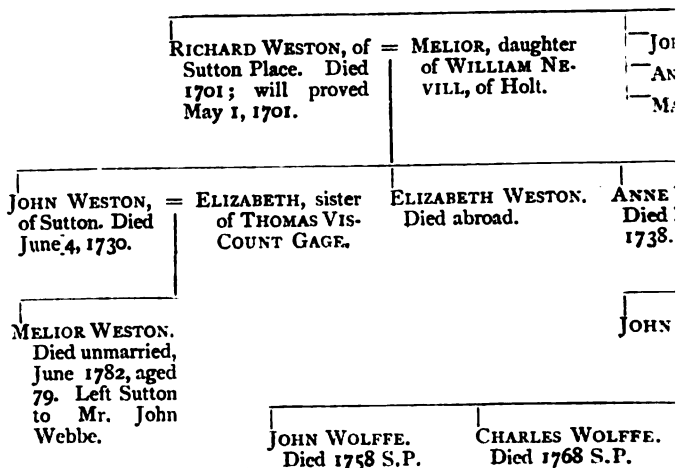 RICHARD WESTON, of
Sutton Place. Died
1701; will proved
May 1, 1701.
=
MELIOR, daughter
of WILLIAM NE-
VILL, of Holt.
JOHN WESTON,
of Sutton. Died
June 4, 1730.
=
ELIZABETH, sister
of THOMAS VIS-
COUNT GAGE.
ELIZABETH WESTON.
Died abroad.
ANNE
Died
1738.
MELIOR WESTON.
Died unmarried,
June 1782, aged
79. Left Sutton
to Mr. John
Webbe.
JOHN
JOHN WOLFFE.
Died 1758 S.P.
CHARLES WOLFFE.
Died 1768 S.P.